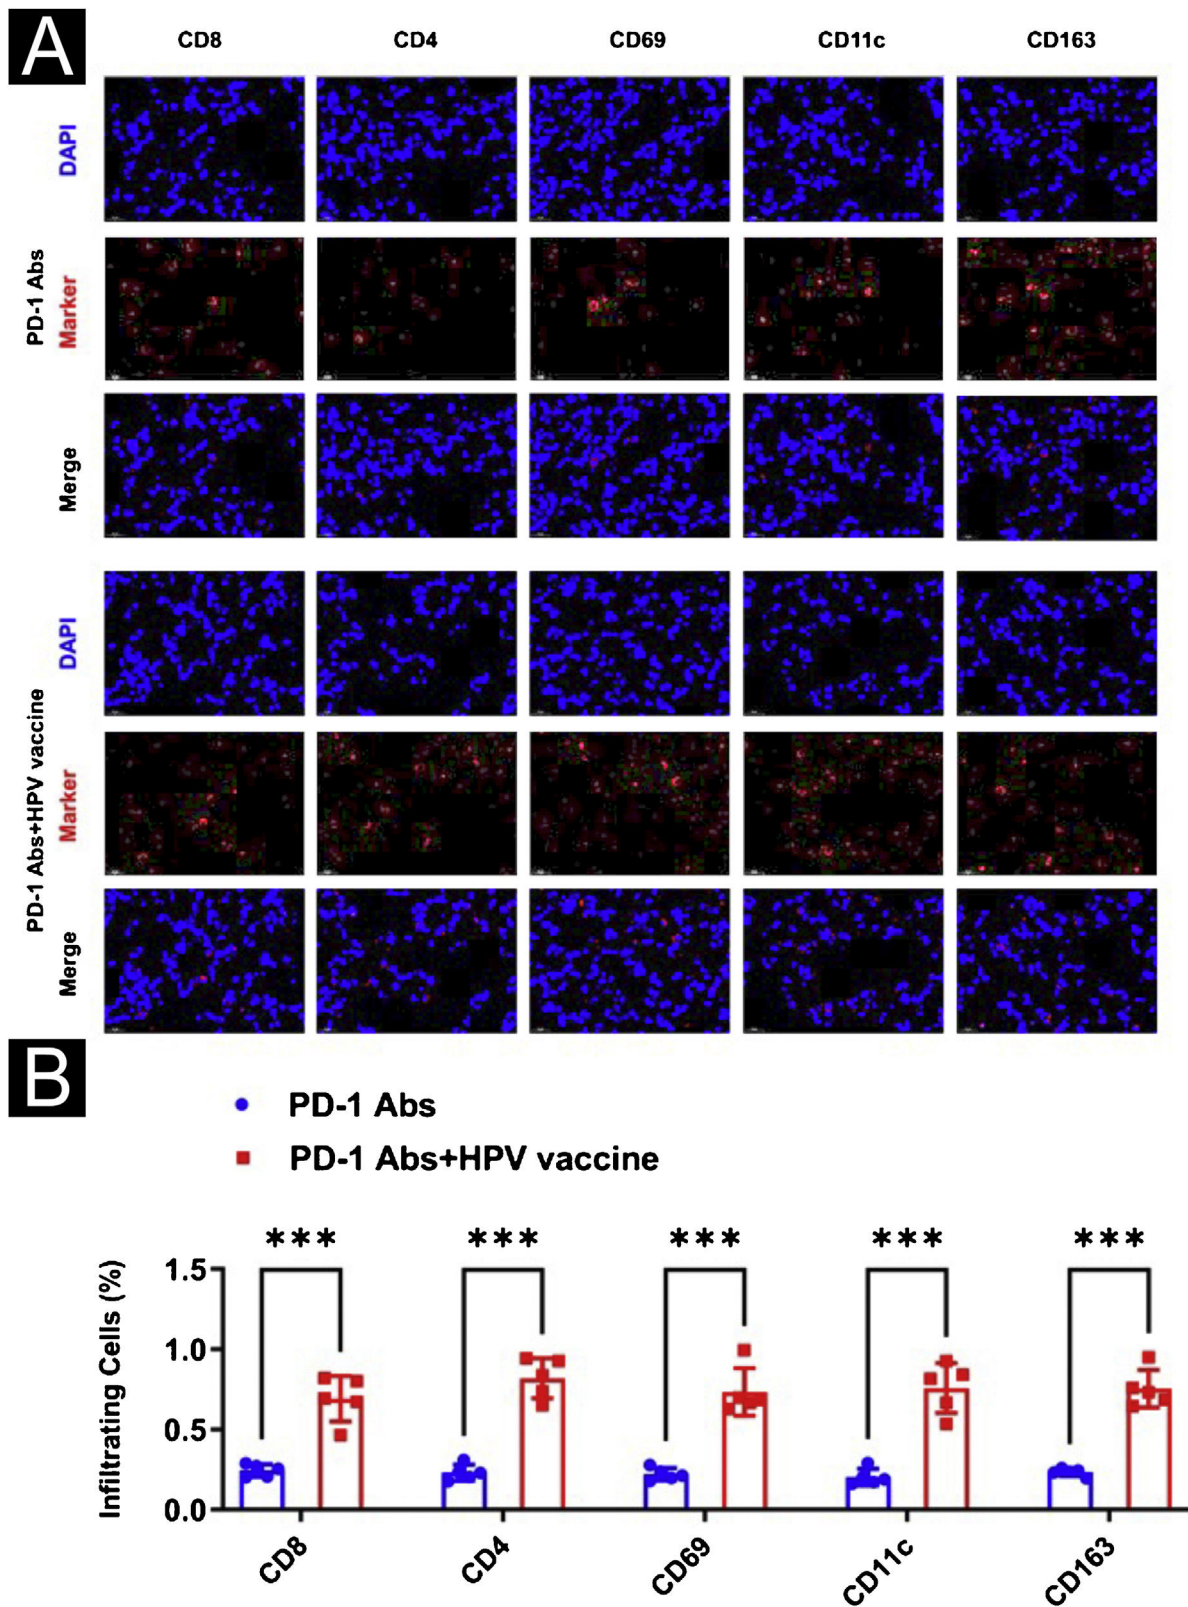 A
CD8 CD4 CD69 CD11c CD163
PD-1 Abs
DAPI
Marker
Merge
PD-1 Abs+HPV vaccine
DAPI
Marker
Merge
B
PD-1 Abs
PD-1 Abs+HPV vaccine
*** *** *** *** ***
Infiltrating Cells (%)
1.5
1.0
0.5
0.0
CD8 CD4 CD69 CD11c CD163